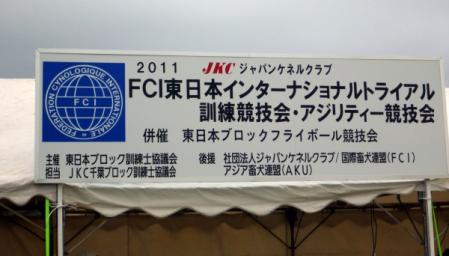 2011 JKC ジャパンケネルクラブ
FCI東日本インターナショナルトライアル
訓練競技会・アジリティー競技会
併催 東日本ブロックフライボール競技会
主催 東日本ブロック訓練士協議会
担当 JKC千葉ブロック訓練士協議会
後援 社団法人ジャパンケネルクラブ/国際畜犬連盟(FCI)
アジア畜犬連盟(AKU)
FEDERATION CYNOLOGIQUE INTERNATIONALE
FCI